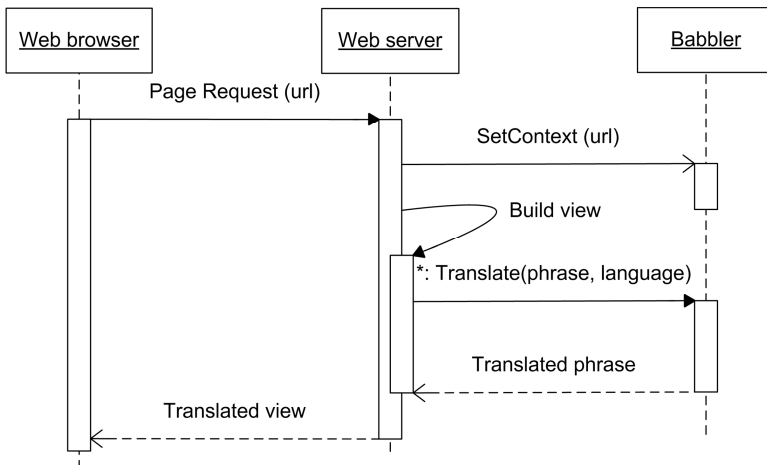 Web browser
Web server
Babbler
Page Request (url)
SetContext (url)
Build view
*: Translate(phrase, language)
Translated phrase
Translated view